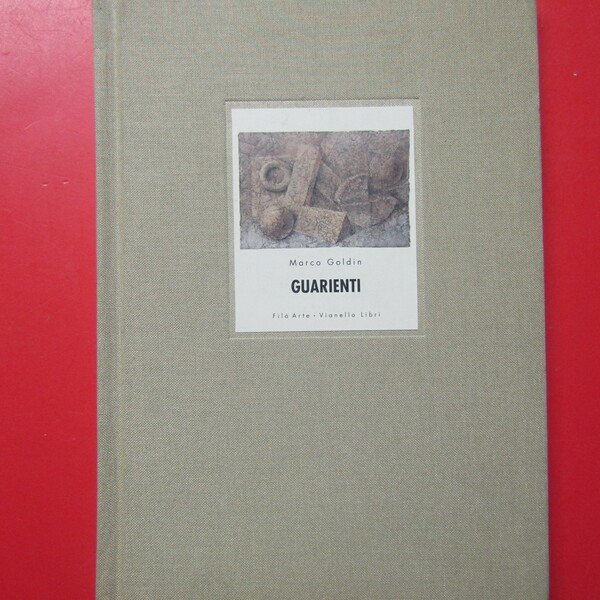 Marco Goldin
GUARIENTI
Filò Arte · Vianello Libri